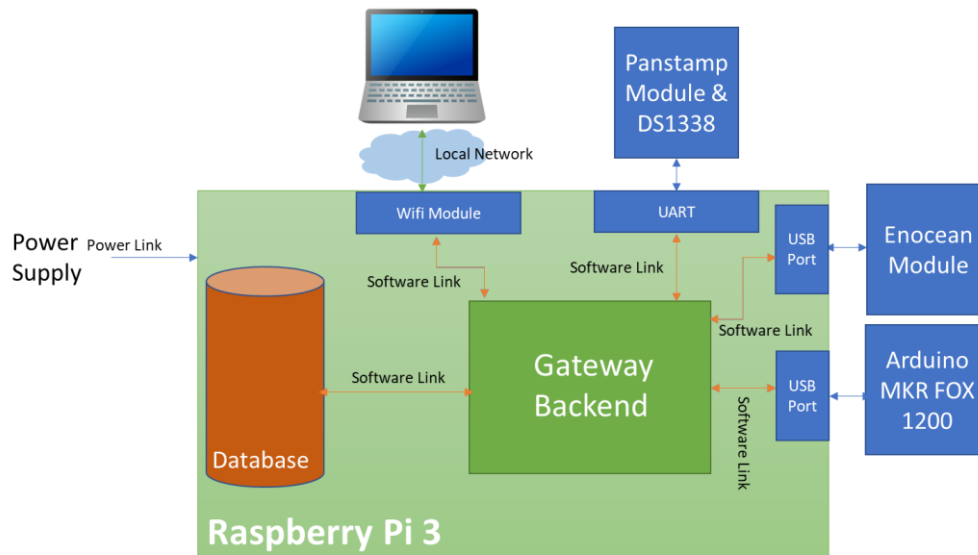 Panstamp
Module &
DS1338
Local Network
Wifi Module
UART
USB
Port
Enocean
Module
Power
Supply
Power Link
Software Link
Software Link
Software Link
Gateway
Backend
Software Link
USB
Port
Arduino
MKR FOX
1200
Software Link
Database
Raspberry Pi 3